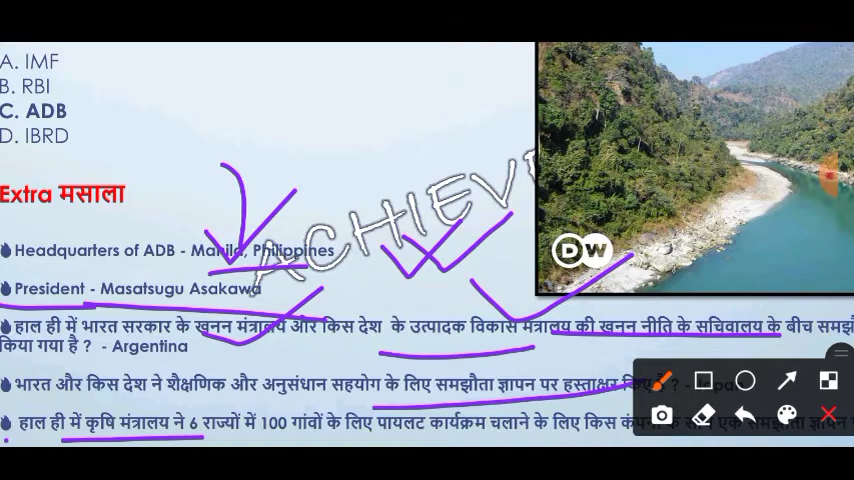 A. IMF
B. RBI
C. ADB
D. IBRD
Extra मसाला
ACHIEV
Headquarters of ADB - Manila, Philippines
DW
President - Masatsugu Asakawa
हाल ही में भारत सरकार के खनन मंत्रालय और किस देश के उत्पादक विकास मंत्रालय की खनन नीति के सचिवालय के बीच
किया गया है ? - Argentina
भारत और किस देश ने शैक्षणिक और अनुसंधान सहयोग के लिए समझौता ज्ञापन पर हस्ताक्षर ?
हाल ही में कृषि मंत्रालय ने 6 राज्यों में 100 गांवों के लिए पायलट कार्यक्रम चलाने के लिए किस